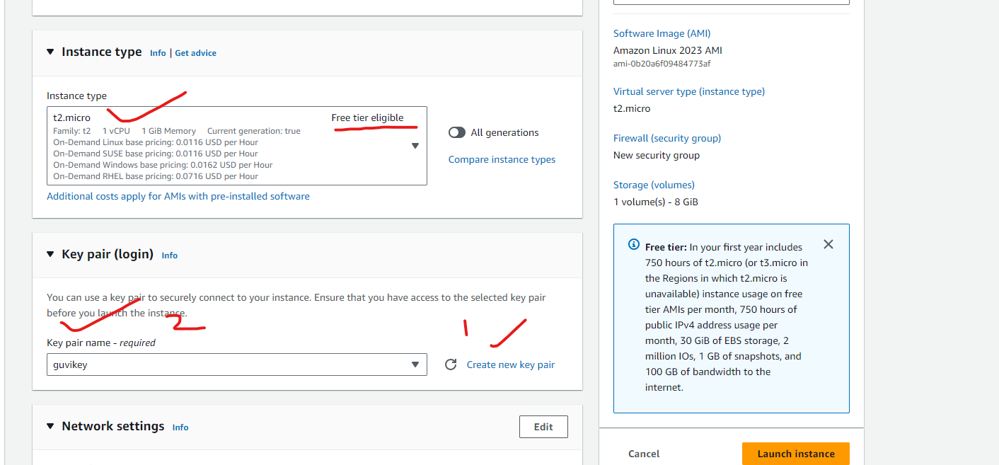 Instance type Info | Get advice
Instance type
t2.micro
Free tier eligible
Family: t2 1 vCPU 1 GiB Memory Current generation: true
On-Demand Linux base pricing: 0.0116 USD per Hour
On-Demand SUSE base pricing: 0.0116 USD per Hour
On-Demand Windows base pricing: 0.0162 USD per Hour
On-Demand RHEL base pricing: 0.0716 USD per Hour
All generations
Compare instance types
Additional costs apply for AMIs with pre-installed software
Key pair (login) Info
You can use a key pair to securely connect to your instance. Ensure that you have access to the selected key pair
before you launch the instance.
2
1
Key pair name - required
guvikey
Create new key pair
Network settings Info
Edit
Software Image (AMI)
Amazon Linux 2023 AMI
ami-0b20a6f09484773af
Virtual server type (instance type)
t2.micro
Firewall (security group)
New security group
Storage (volumes)
1 volume(s) - 8 GiB
Free tier: In your first year includes
750 hours of t2.micro (or t3.micro in
the Regions in which t2.micro is
unavailable) instance usage on free
tier AMIs per month, 750 hours of
public IPv4 address usage per
month, 30 GiB of EBS storage, 2
million IOs, 1 GB of snapshots, and
100 GB of bandwidth to the
internet.
Cancel
Launch instance